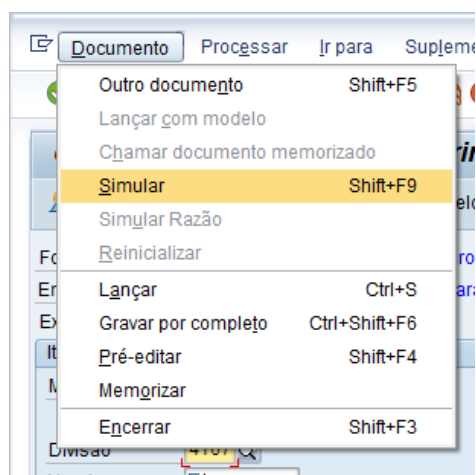 Documento Processar Ir para Suplem
Outro documento Shift+F5
Lançar com modelo
Chamar documento memorizado
Simular Shift+F9
Simular Razão
Reinicializar
Lançar Ctrl+S
Gravar por completo Ctrl+Shift+F6
Pré-editar Shift+F4
Memorizar
Encerrar Shift+F3
Divisão